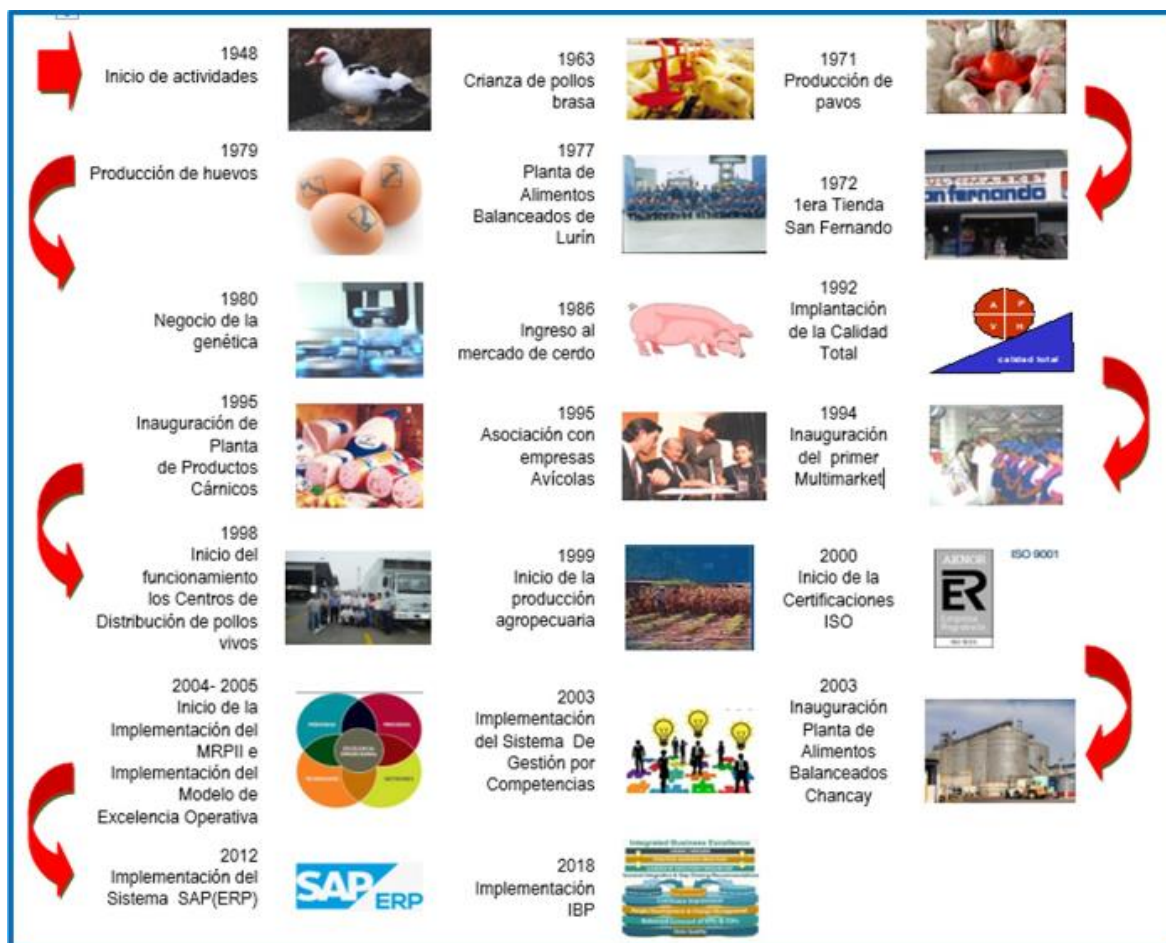 1948
Inicio de actividades
1963
Crianza de pollos
brasa
1971
Producción de
pavos
1979
Producción de huevos
1977
Planta de
Alimentos
Balanceados de
Lurín
1972
1era Tienda
San Fernando
MULTIMARKET
an fernando
1980
Negocio de la
genética
1986
Ingreso al
mercado de cerdo
1992
Implantación
de la Calidad
Total
A P
V H
calidad total
1995
Inauguración de
Planta
de Productos
Cárnicos
1995
Asociación con
empresas
Avícolas
1994
Inauguración
del primer
Multimarket
1998
Inicio del
funcionamiento
los Centros de
Distribución de pollos
vivos
1999
Inicio de la
producción
agropecuaria
2000
Inicio de la
Certificaciones
ISO
AENOR
ER
Empresa
Registrada
ISO 9001
2004- 2005
Inicio de la
Implementación del
MRPII e
Implementación del
Modelo de
Excelencia Operativa
2003
Implementación
del Sistema De
Gestión por
Competencias
2003
Inauguración
Planta de
Alimentos
Balanceados
Chancay
2012
Implementación del
Sistema SAP(ERP)
SAP
ERP
2018
Implementación
IBP
Integrated Business Excellence